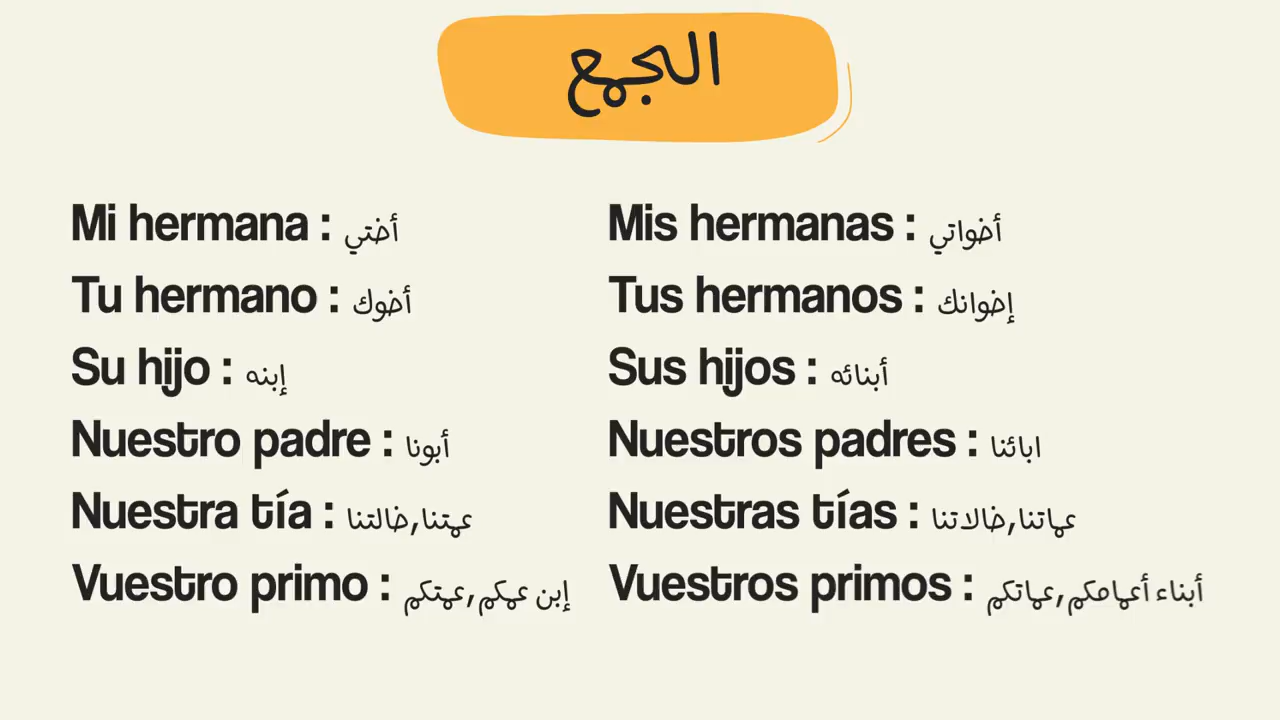 الجمع
Mi hermana : أختي
Mis hermanas : أخواتي
Tu hermano : أخوك
Tus hermanos : إخوانك
Su hijo : إبنه
Sus hijos : أبنائه
Nuestro padre : أبونا
Nuestros padres : ابائنا
Nuestra tía : عمتنا,خالتنا
Nuestras tías : عماتنا,خالاتنا
Vuestro primo : إبن عمكم,عمتكم
Vuestros primos : أبناء أعمامكم,عماتكم